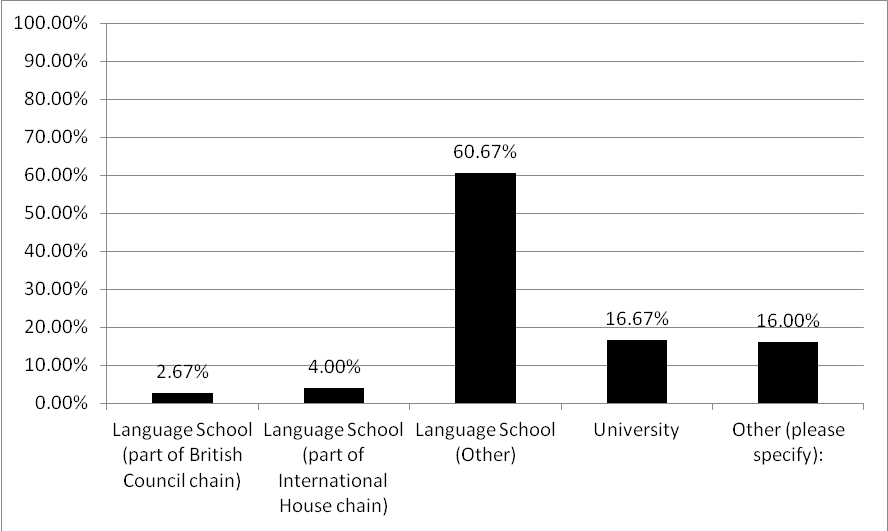 100.00%
90.00%
80.00%
70.00%
60.00%
50.00%
40.00%
30.00%
20.00%
10.00%
0.00%
2.67%
4.00%
60.67%
16.67%
16.00%
Language School
(part of British
Council chain)
Language School
(part of
International
House chain)
Language School
(Other)
University
Other (please
specify):